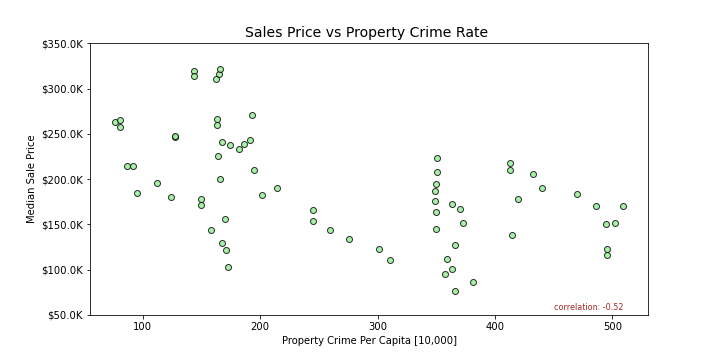 Sales Price vs Property Crime Rate
$350.0K
$300.0K
$250.0K
$200.0K
$150.0K
$100.0K
$50.0K
Median Sale Price
correlation: -0.52
100
200
300
400
500
Property Crime Per Capita [10,000]